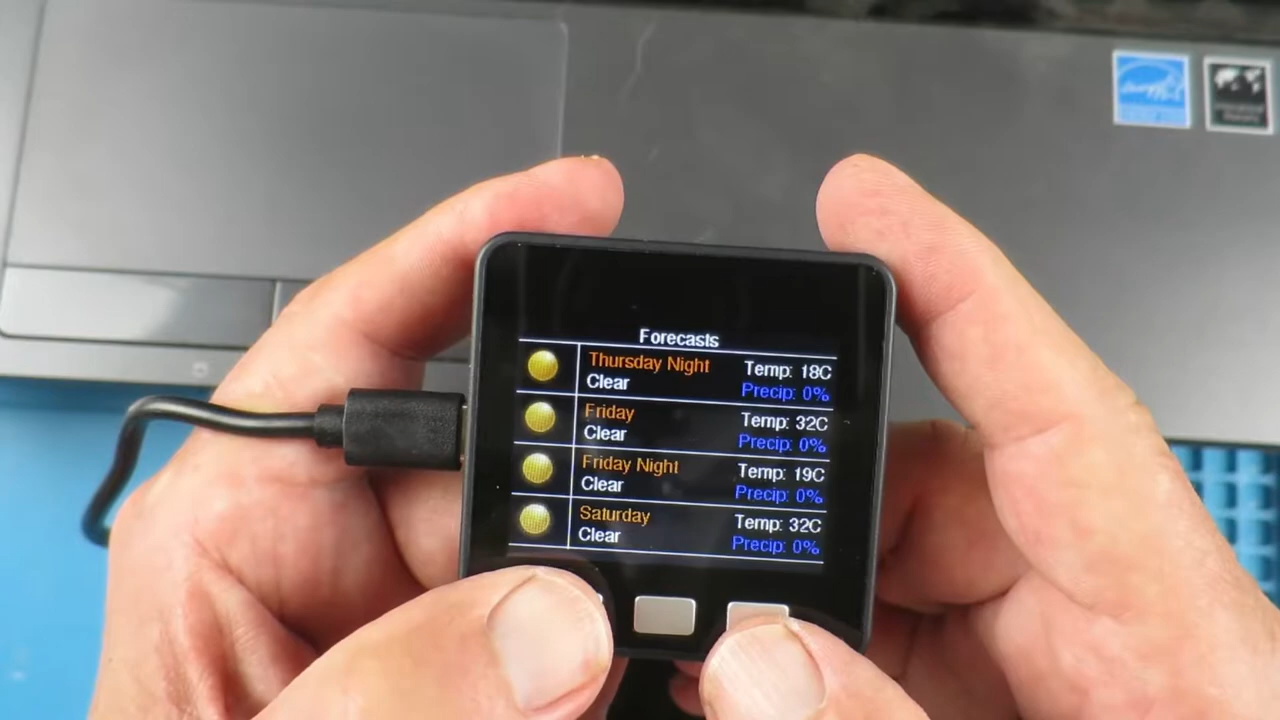 Forecasts
Thursday Night Temp: 18C
Clear Precip: 0%
Friday Temp: 32C
Clear Precip: 0%
Friday Night Temp: 19C
Clear Precip: 0%
Saturday Temp: 32C
Clear Precip: 0%